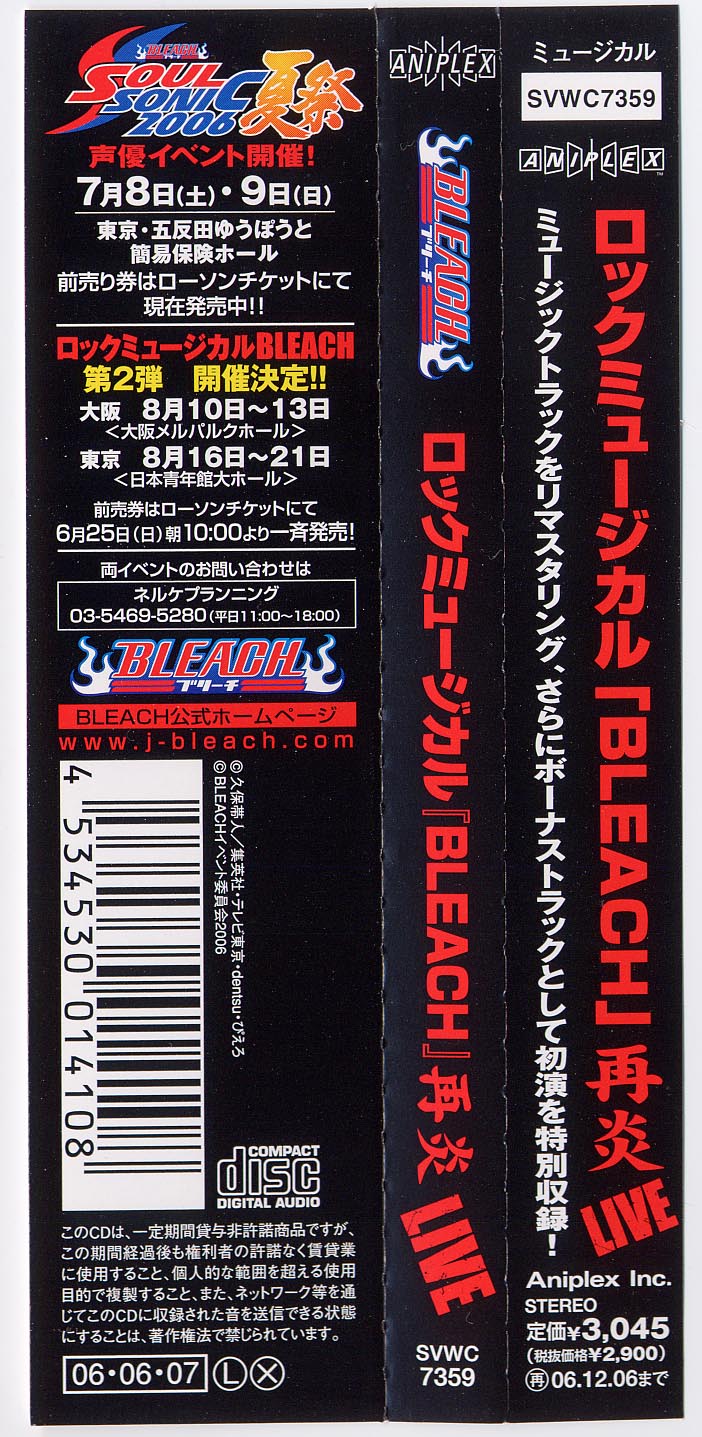 BLEACH
ブリーチ
SOUL
SONIC
2006
夏祭
声優イベント開催!
7月8日(土)・9日(日)
東京・五反田ゆうぽうと
簡易保険ホール
前売り券はローソンチケットにて
現在発売中!!
ロックミュージカルBLEACH
第2弾 開催決定!!
大阪 8月10日〜13日
<大阪メルパルクホール>
東京 8月16日〜21日
<日本青年館大ホール>
前売券はローソンチケットにて
6月25日(日)朝10:00より一斉発売!
両イベントのお問い合わせは
ネルケプランニング
03-5469-5280(平日11:00〜18:00)
BLEACH
ブリーチ
BLEACH公式ホームページ
www.j-bleach.com
© 久保帯人/集英社・テレビ東京・dentsu・ぴえろ
© BLEACHイベント委員会2006
4 534530 014108
COMPACT
disc
DIGITAL AUDIO
このCDは、一定期間貸与非許諾商品ですが、
この期間経過後も権利者の許諾なく賃貸業
に使用すること、個人的な範囲を超える使用
目的で複製すること、また、ネットワーク等を通
じてこのCDに収録された音を送信できる状態
にすることは、著作権法で禁じられています。
06・06・07 L X
ANIPLEX
BLEACH
ブリーチ
ロックミュージカル『BLEACH』再炎
LIVE
SVWC
7359
ミュージカル
SVWC7359
ANIPLEX™
ロックミュージカル「BLEACH」再炎
LIVE
ミュージックトラックをリマスタリング、さらにボーナストラックとして初演を特別収録!
Aniplex Inc.
STEREO
定価¥3,045
(税抜価格¥2,900)
再06.12.06まで